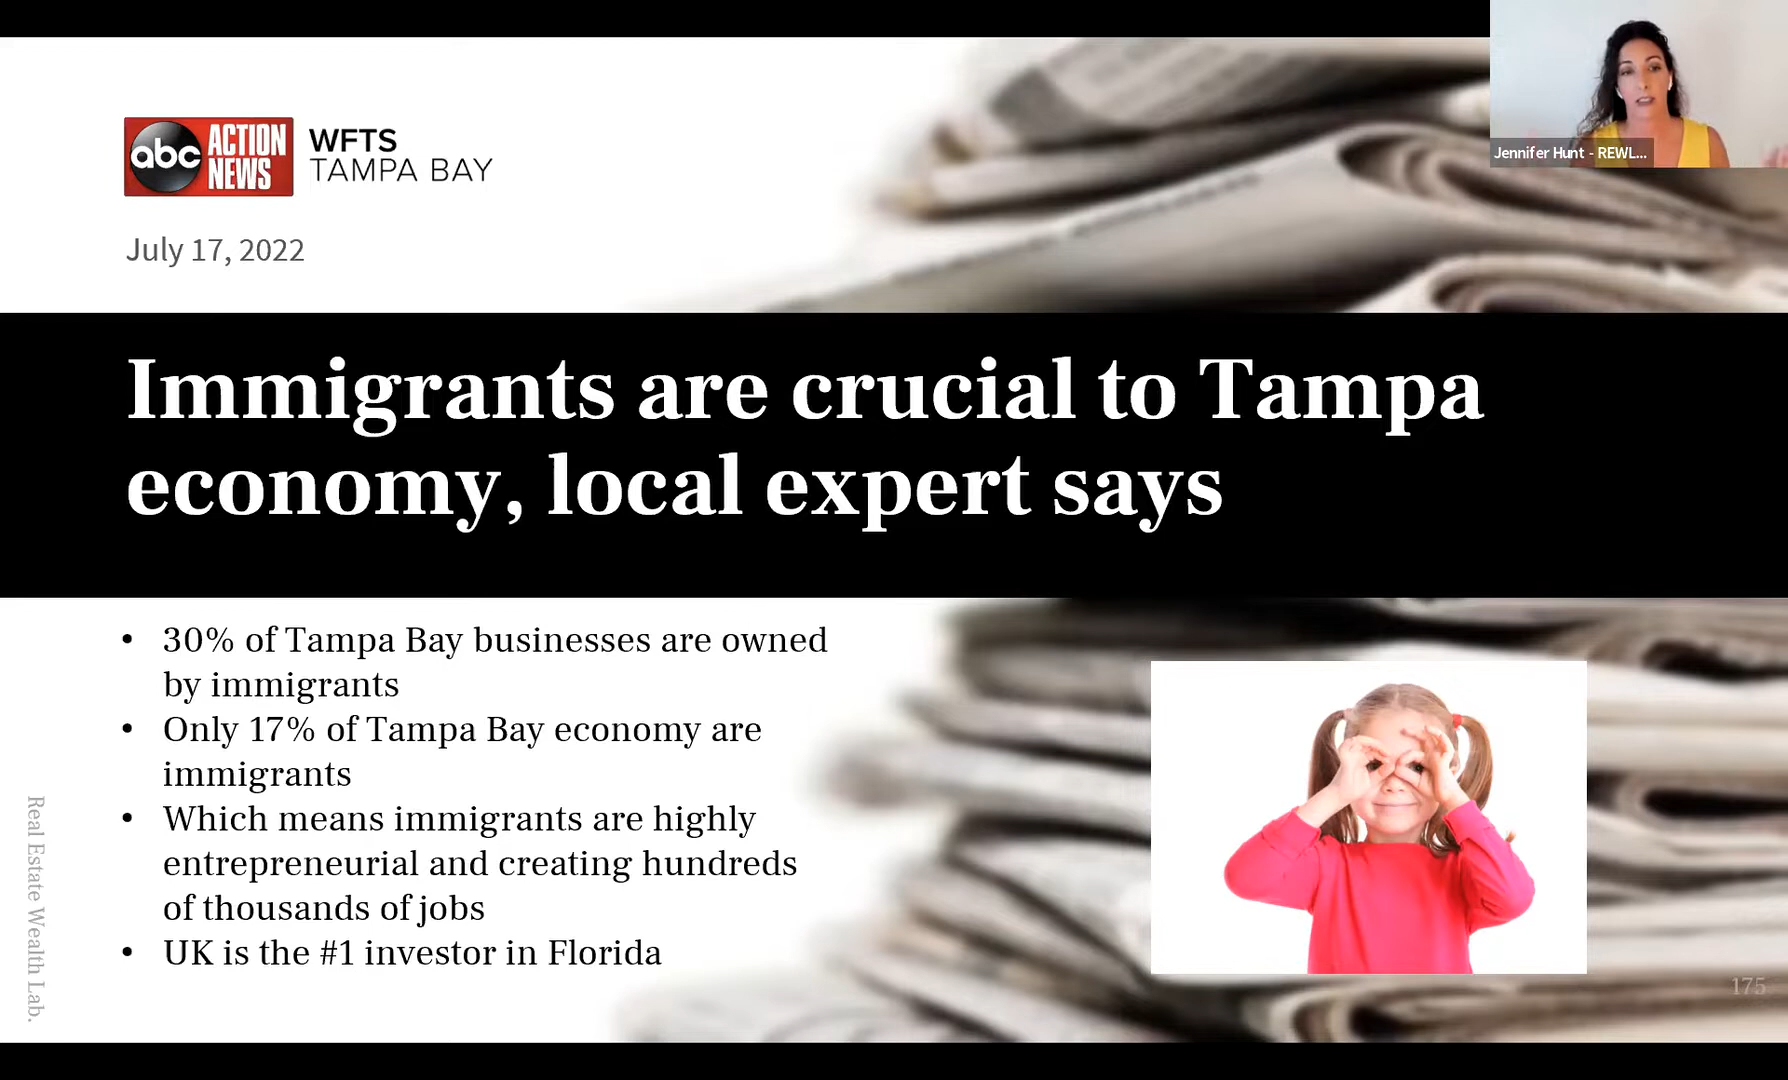 abc ACTION NEWS
WFTS
TAMPA BAY
Jennifer Hunt - REWL...
July 17, 2022
Immigrants are crucial to Tampa
economy, local expert says
• 30% of Tampa Bay businesses are owned
by immigrants
• Only 17% of Tampa Bay economy are
immigrants
• Which means immigrants are highly
entrepreneurial and creating hundreds
of thousands of jobs
• UK is the #1 investor in Florida
Real Estate Wealth Lab.
175